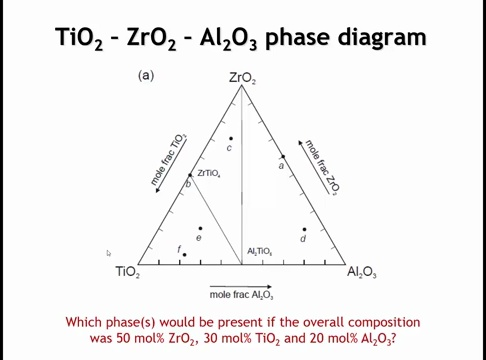 TiO₂ – ZrO₂ – Al₂O₃ phase diagram
(a)
ZrO₂
mole frac TiO₂
mole frac ZrO₂
c
a
ZrTiO₄
b
e
d
f
Al₂TiO₅
TiO₂
Al₂O₃
mole frac Al₂O₃
Which phase(s) would be present if the overall composition
was 50 mol% ZrO₂, 30 mol% TiO₂ and 20 mol% Al₂O₃?